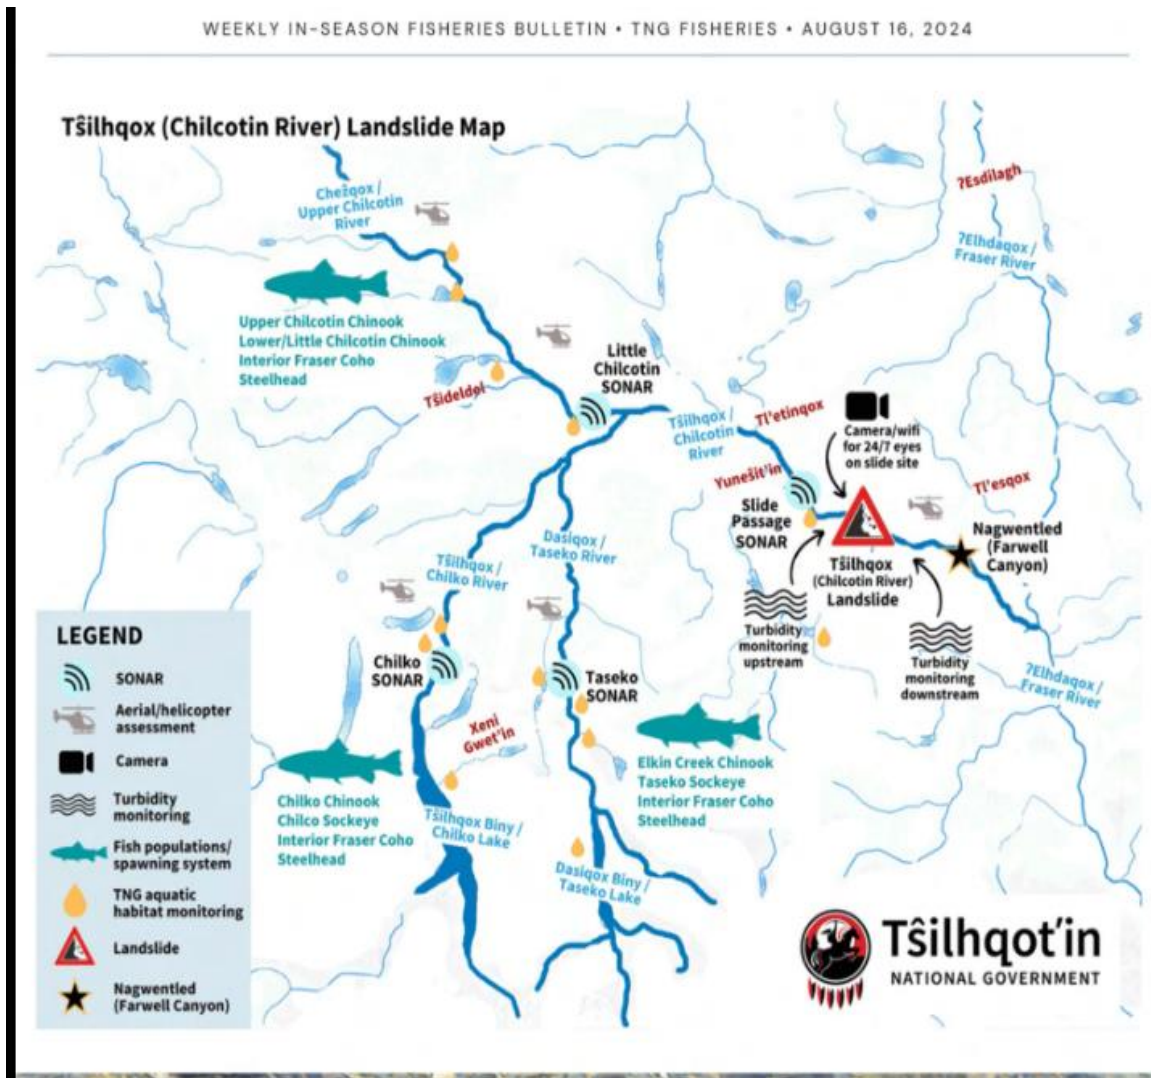 WEEKLY IN-SEASON FISHERIES BULLETIN • TNG FISHERIES • AUGUST 16, 2024
Tŝilhqox (Chilcotin River) Landslide Map
Cheẑqox /
Upper Chilcotin
River
ʔEsdilagh
ʔElhdaqox /
Fraser River
Upper Chilcotin Chinook
Lower/Little Chilcotin Chinook
Interior Fraser Coho
Steelhead
Tŝideldel
Little
Chilcotin
SONAR
Tŝilhqox /
Chilcotin
River
Tl'etinqox
Camera/wifi
for 24/7 eyes
on slide site
Yuneŝit'in
Tl'esqox
Slide
Passage
SONAR
Nagwentled
(Farwell
Canyon)
Tŝilhqox
(Chilcotin River)
Landslide
Dasiqox /
Taseko River
Tŝilhqox /
Chilko River
Turbidity
monitoring
upstream
Turbidity
monitoring
downstream
ʔElhdaqox /
Fraser River
Chilko
SONAR
Taseko
SONAR
Xeni
Gwet'in
Elkin Creek Chinook
Taseko Sockeye
Interior Fraser Coho
Steelhead
Chilko Chinook
Chilco Sockeye
Interior Fraser Coho
Steelhead
Tŝilhqox Biny /
Chilko Lake
Dasiqox Biny /
Taseko Lake
LEGEND
SONAR
Aerial/helicopter
assessment
Camera
Turbidity
monitoring
Fish populations/
spawning system
TNG aquatic
habitat monitoring
Landslide
Nagwentled
(Farwell Canyon)
Tŝilhqot'in
NATIONAL GOVERNMENT